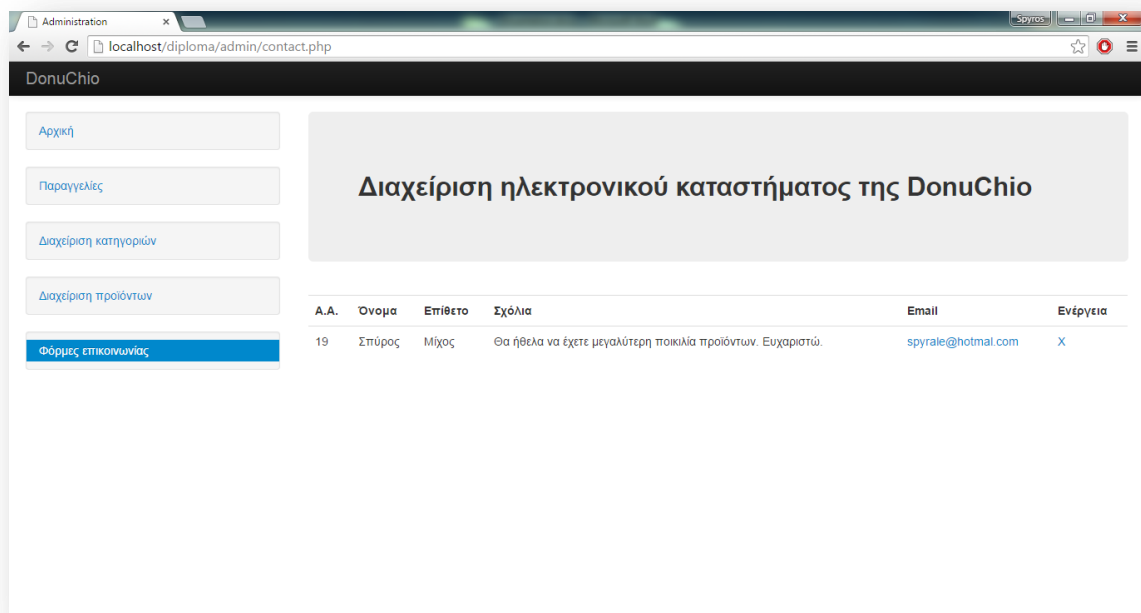 Administration
Spyros
localhost/diploma/admin/contact.php
DonuChio
Αρχική
Παραγγελίες
Διαχείριση κατηγοριών
Διαχείριση προϊόντων
Φόρμες επικοινωνίας
Διαχείριση ηλεκτρονικού καταστήματος της DonuChio
Α.Α. Όνομα Επίθετο Σχόλια Email Ενέργεια
19 Σπύρος Μίχος Θα ήθελα να έχετε μεγαλύτερη ποικιλία προϊόντων. Ευχαριστώ. spyrale@hotmal.com X